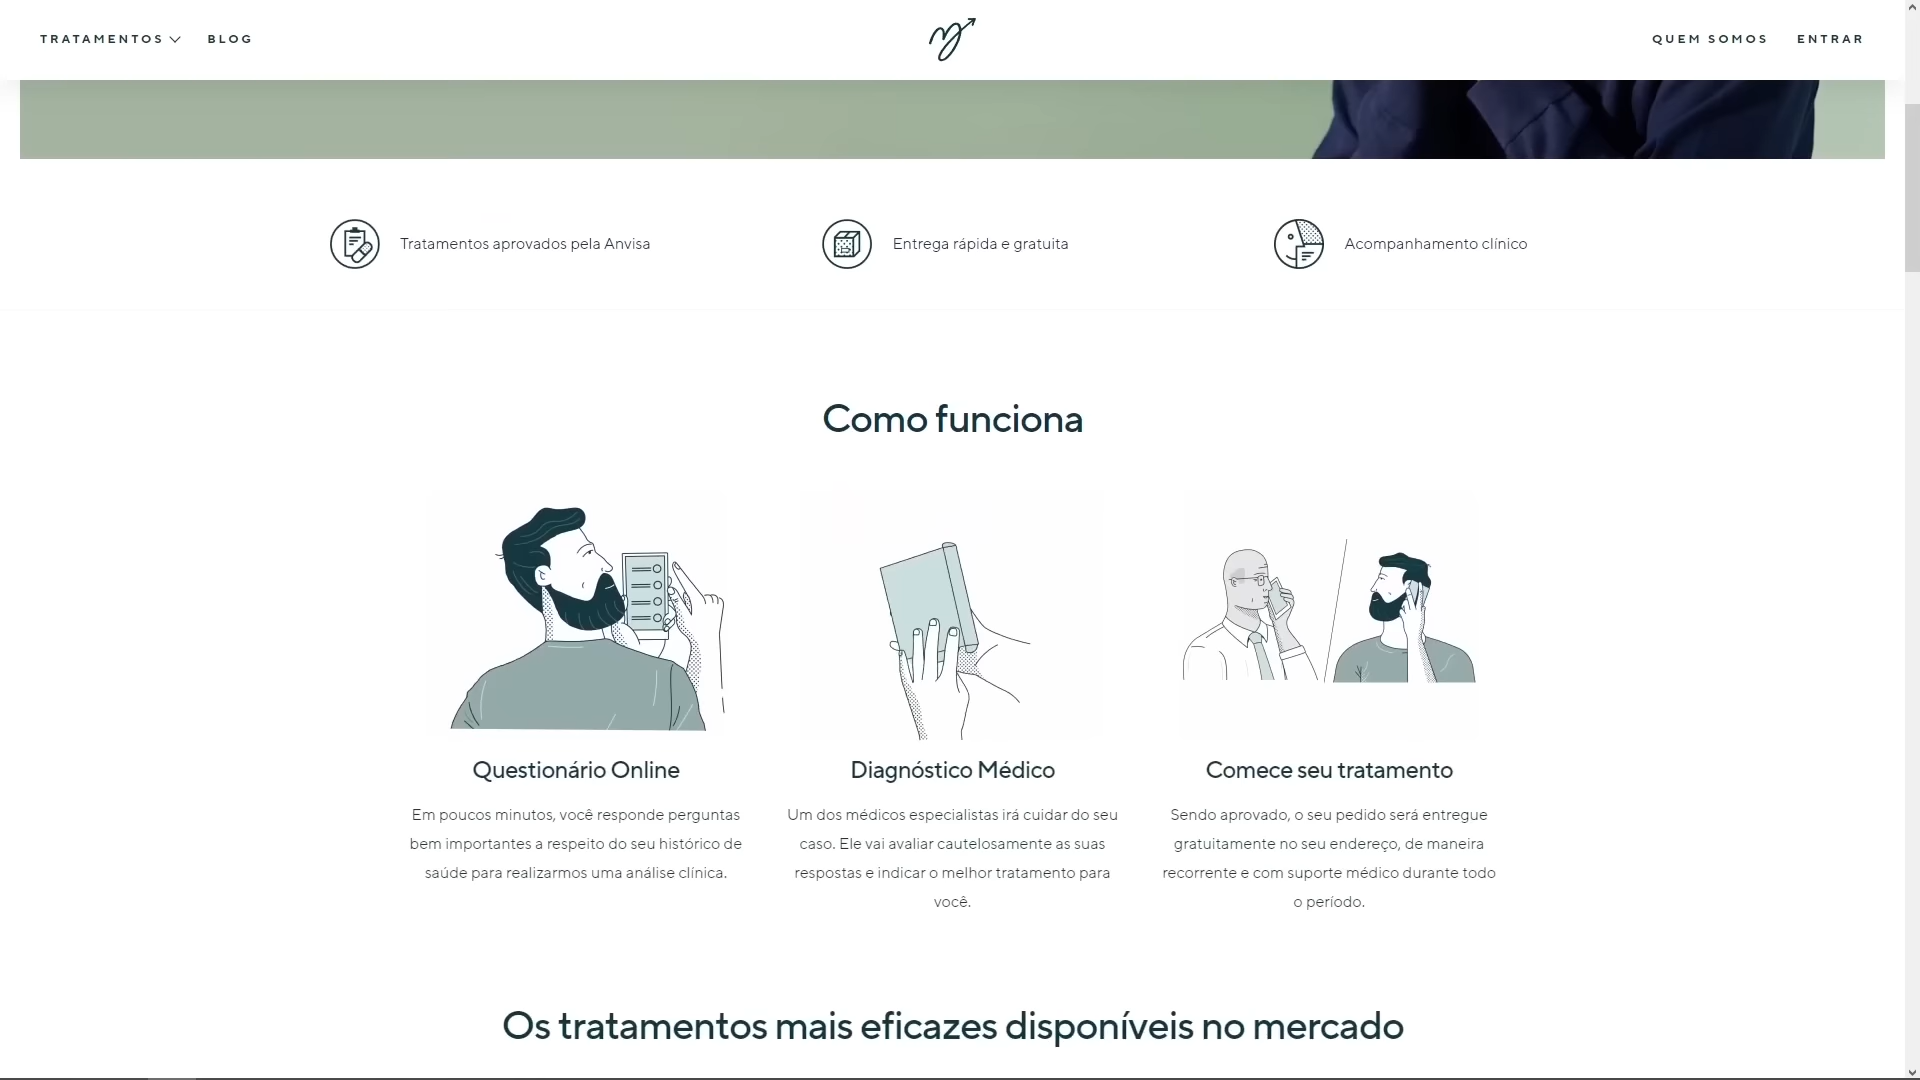 TRATAMENTOS BLOG QUEM SOMOS ENTRAR
Tratamentos aprovados pela Anvisa
Entrega rápida e gratuita
Acompanhamento clínico
Como funciona
Questionário Online
Em poucos minutos, você responde perguntas
bem importantes a respeito do seu histórico de
saúde para realizarmos uma análise clínica.
Diagnóstico Médico
Um dos médicos especialistas irá cuidar do seu
caso. Ele vai avaliar cautelosamente as suas
respostas e indicar o melhor tratamento para
você.
Comece seu tratamento
Sendo aprovado, o seu pedido será entregue
gratuitamente no seu endereço, de maneira
recorrente e com suporte médico durante todo
o período.
Os tratamentos mais eficazes disponíveis no mercado